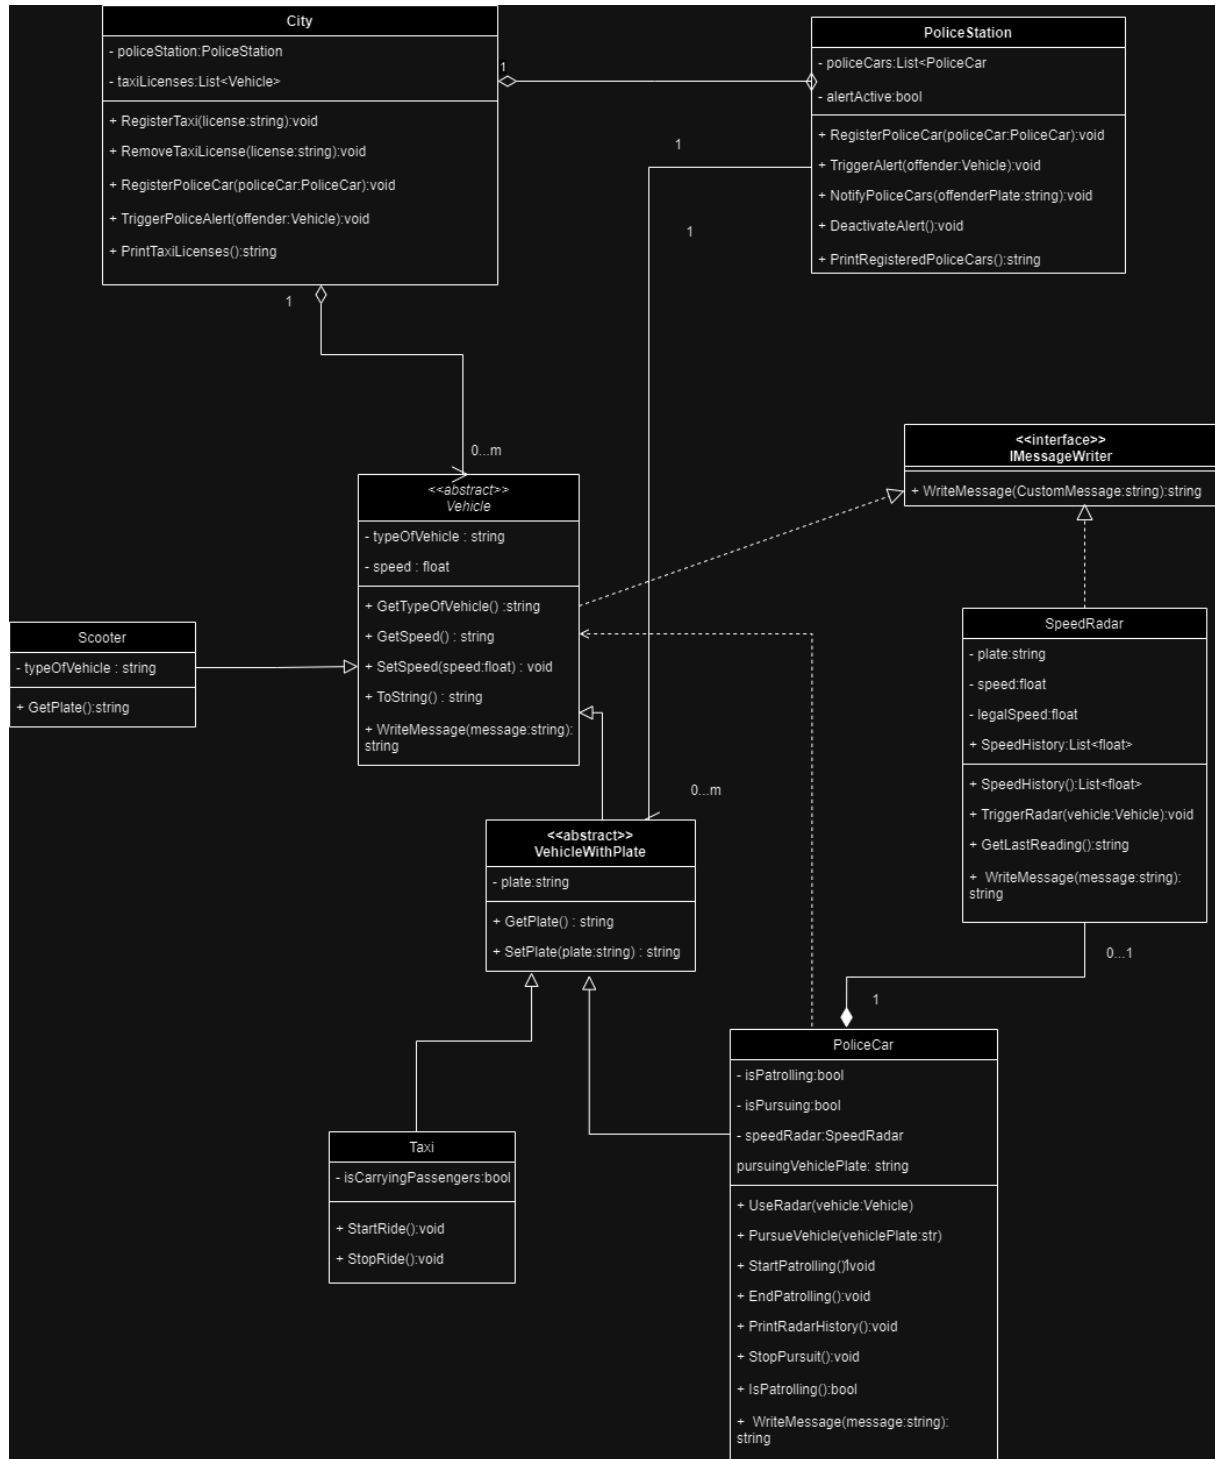 City
- policeStation:PoliceStation
- taxiLicenses:List<Vehicle>
+ RegisterTaxi(license:string):void
+ RemoveTaxiLicense(license:string):void
+ RegisterPoliceCar(policeCar:PoliceCar):void
+ TriggerPoliceAlert(offender:Vehicle):void
+ PrintTaxiLicenses():string
1
1
PoliceStation
- policeCars:List<PoliceCar
- alertActive:bool
+ RegisterPoliceCar(policeCar:PoliceCar):void
+ TriggerAlert(offender:Vehicle):void
+ NotifyPoliceCars(offenderPlate:string):void
+ DeactivateAlert():void
+ PrintRegisteredPoliceCars():string
1
1
0...m
<<abstract>>
Vehicle
- typeOfVehicle : string
- speed : float
+ GetTypeOfVehicle() :string
+ GetSpeed() : string
+ SetSpeed(speed:float) : void
+ ToString() : string
+ WriteMessage(message:string):
string
<<interface>>
IMessageWriter
+ WriteMessage(CustomMessage:string):string
Scooter
- typeOfVehicle : string
+ GetPlate():string
SpeedRadar
- plate:string
- speed:float
- legalSpeed:float
+ SpeedHistory:List<float>
+ SpeedHistory():List<float>
+ TriggerRadar(vehicle:Vehicle):void
+ GetLastReading():string
+ WriteMessage(message:string):
string
0...m
<<abstract>>
VehicleWithPlate
- plate:string
+ GetPlate() : string
+ SetPlate(plate:string) : string
0...1
1
Taxi
- isCarryingPassengers:bool
+ StartRide():void
+ StopRide():void
PoliceCar
- isPatrolling:bool
- isPursuing:bool
- speedRadar:SpeedRadar
pursuingVehiclePlate: string
+ UseRadar(vehicle:Vehicle)
+ PursueVehicle(vehiclePlate:str)
+ StartPatrolling():void
+ EndPatrolling():void
+ PrintRadarHistory():void
+ StopPursuit():void
+ IsPatrolling():bool
+ WriteMessage(message:string):
string